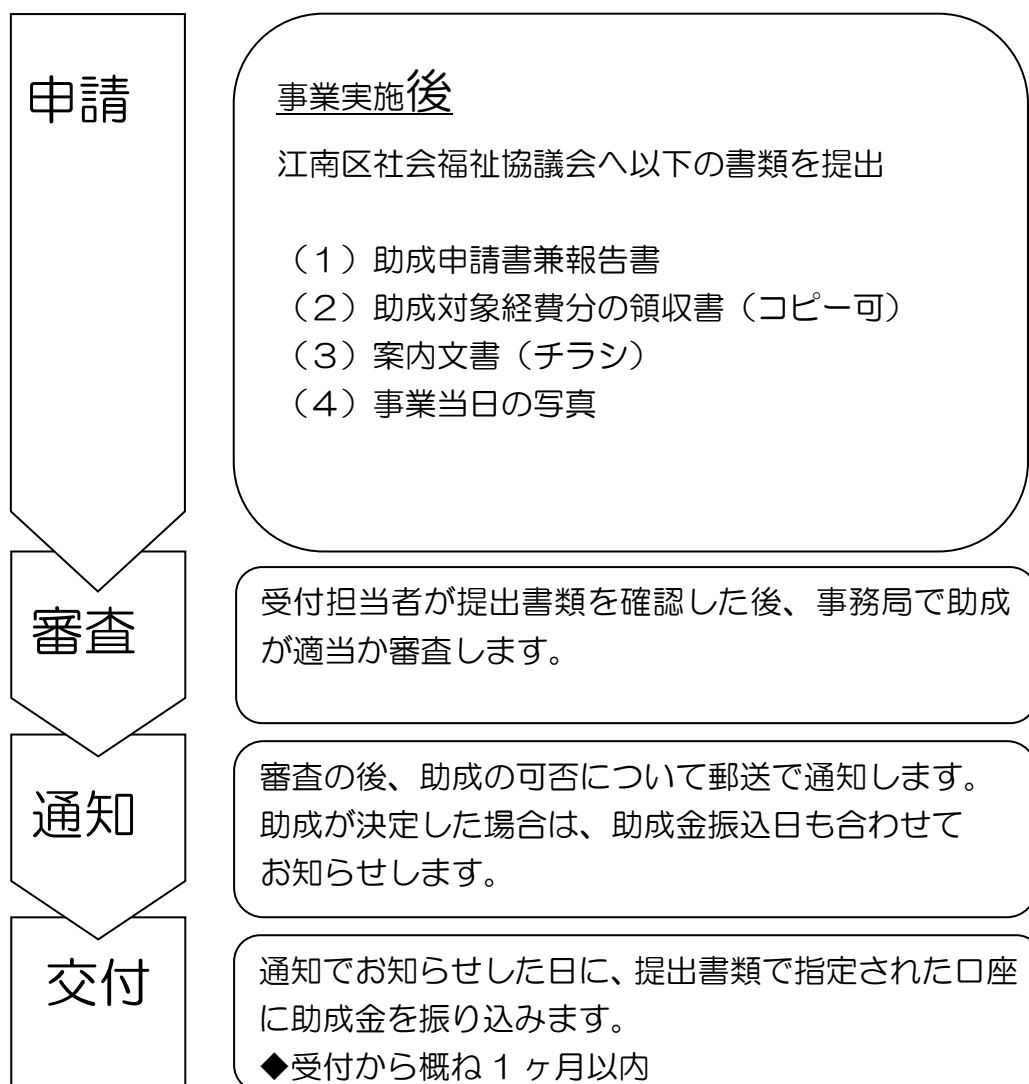 申請
事業実施後
江南区社会福祉協議会へ以下の書類を提出
（１）助成申請書兼報告書
（２）助成対象経費分の領収書（コピー可）
（３）案内文書（チラシ）
（４）事業当日の写真
審査
受付担当者が提出書類を確認した後、事務局で助成
が適当か審査します。
通知
審査の後、助成の可否について郵送で通知します。
助成が決定した場合は、助成金振込日も合わせて
お知らせします。
交付
通知でお知らせした日に、提出書類で指定された口座
に助成金を振り込みます。
◆受付から概ね 1 ヶ月以内